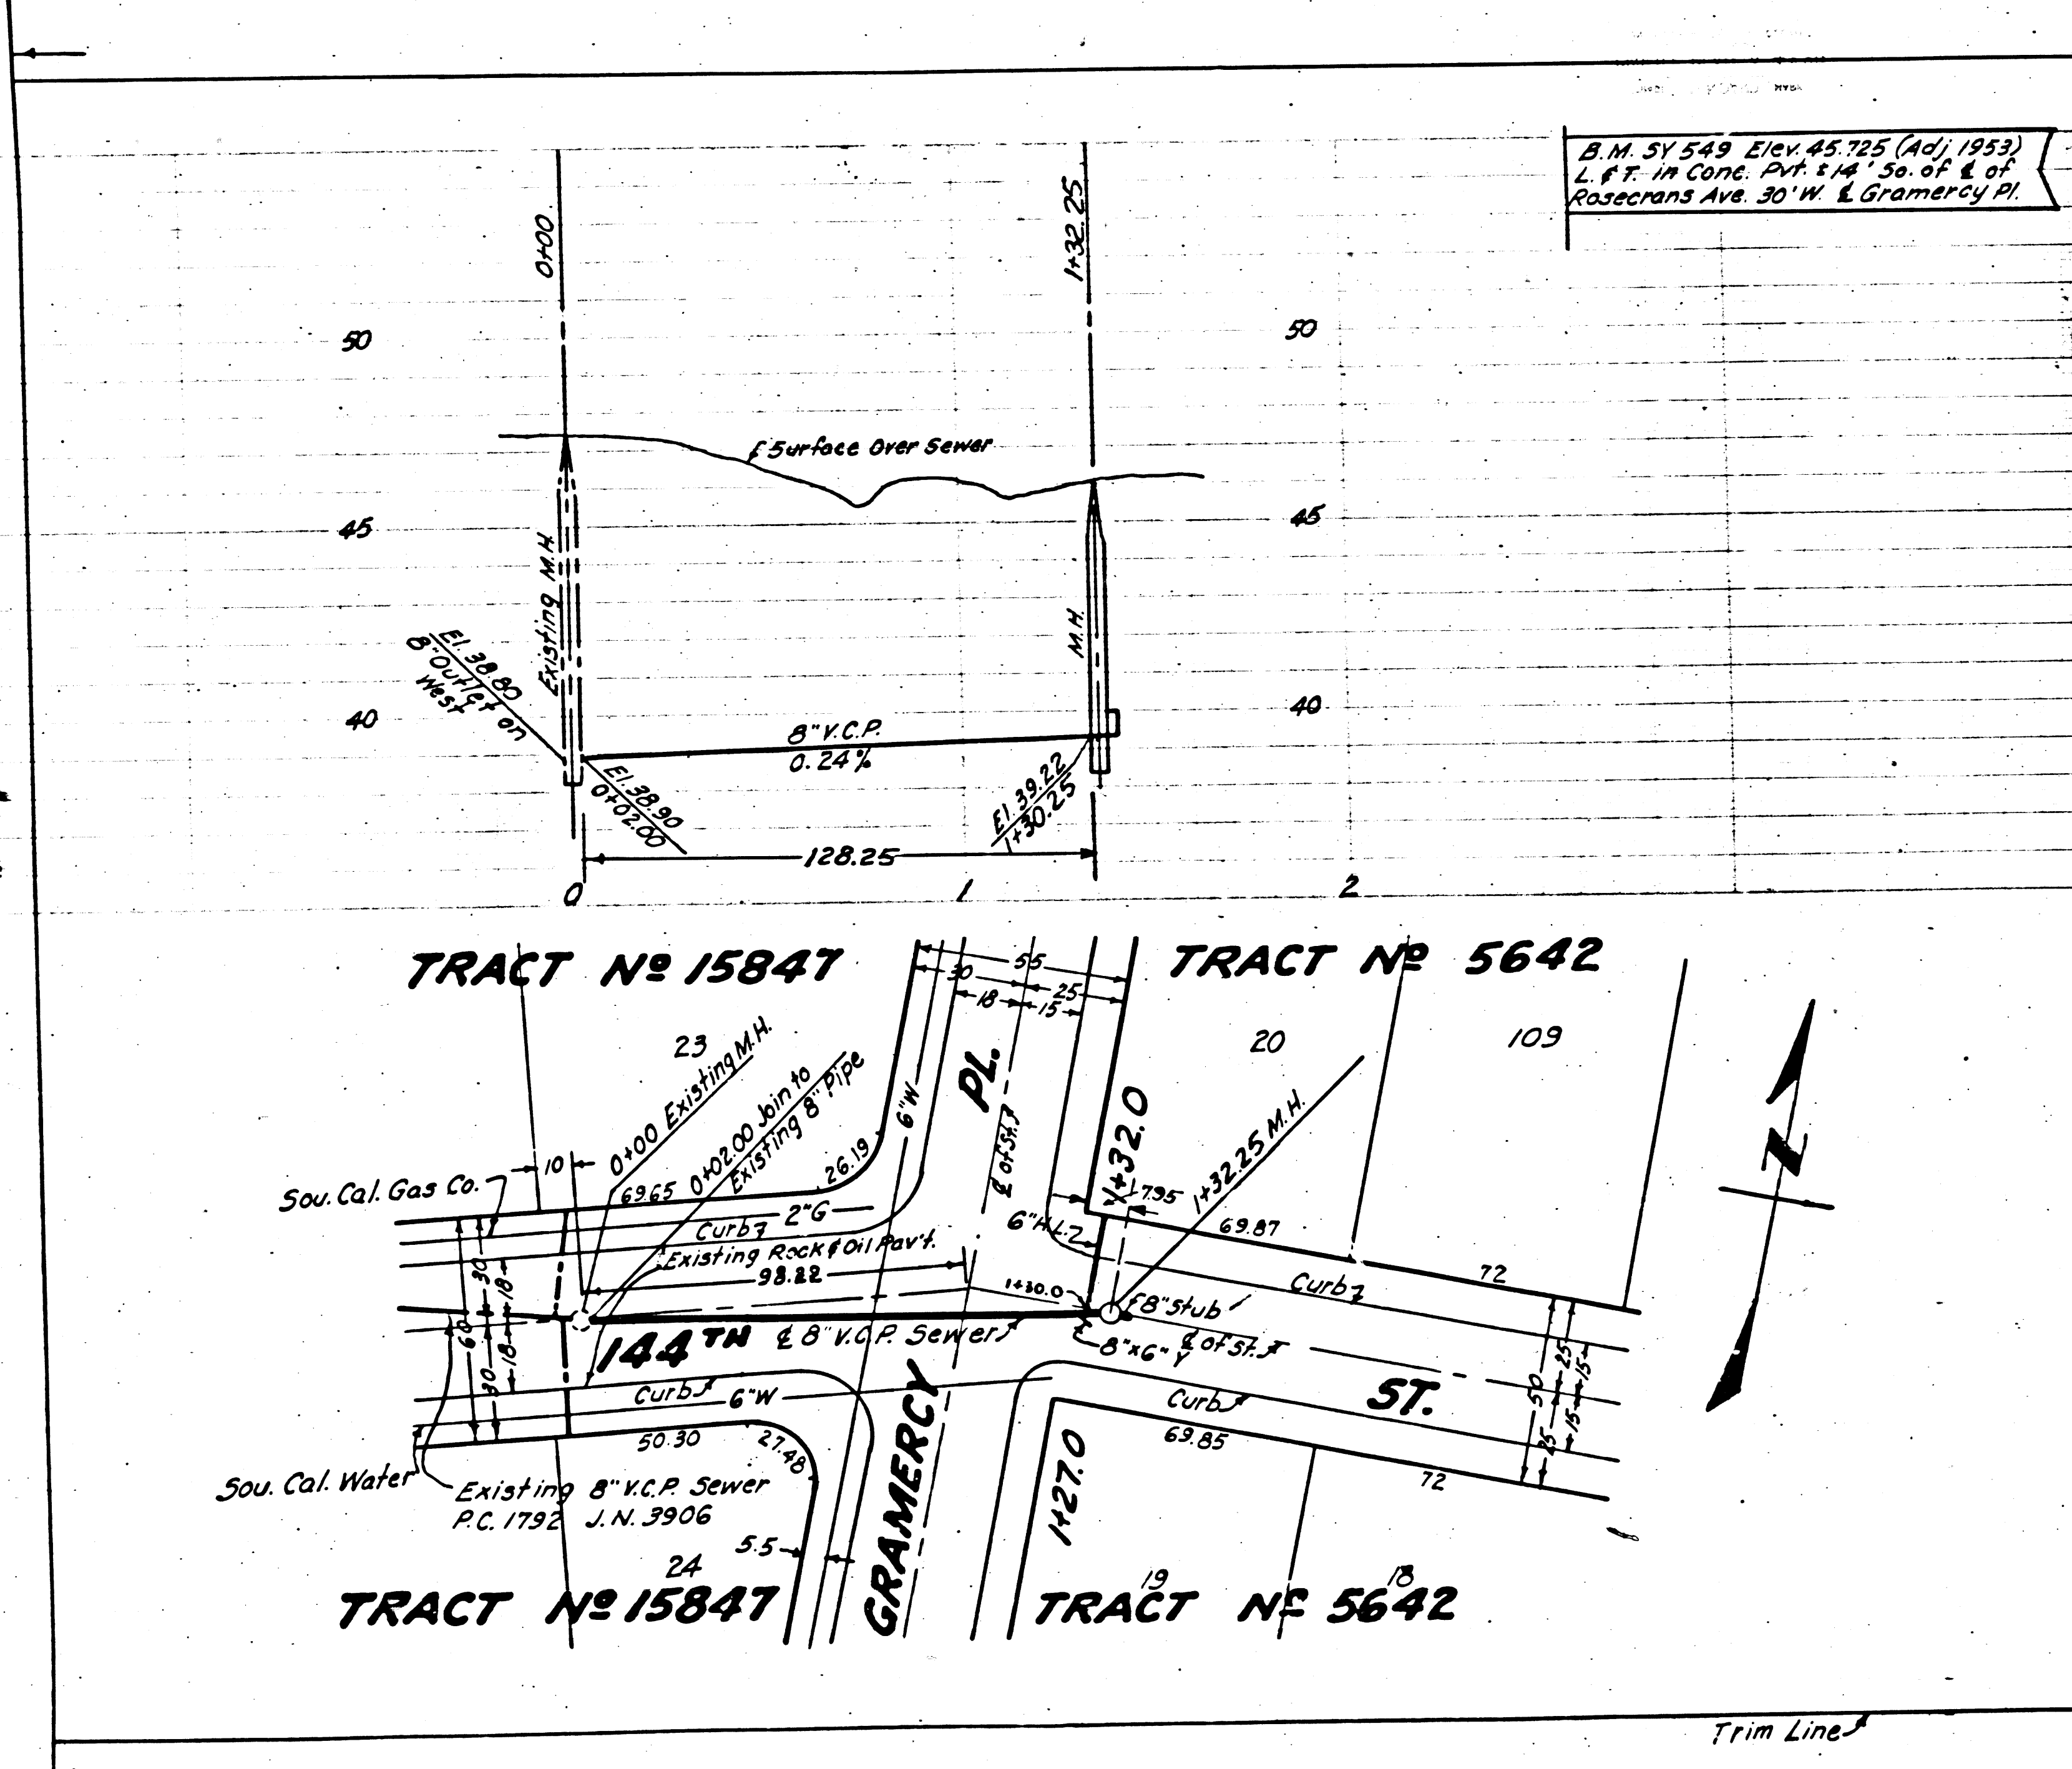 B.M. SY 549 Elev. 45.725 (Adj 1953)
L. & T. in Conc. Pvt. ± 14' So. of ℄ of
Rosecrans Ave. 30' W. ℄ Gramercy Pl.
0+00
1+32.25
50
50
Surface Over Sewer
45
45
Existing M.H.
M.H.
El. 38.80
8" Outlet on
West
40
40
8" V.C.P.
0.24%
El. 38.90
0+02.00
El. 39.22
1+30.25
128.25
0
1
2
TRACT Nº 15847
TRACT Nº 5642
55
30
25
18
15
23
20
109
0+00 Existing M.H.
0+02.00 Join to
Existing 8" Pipe
6"W
PL.
℄ of St.
1+32.0
1+32.25 M.H.
N
10
Sou. Cal. Gas Co.
69.65
26.19
17.95
2"G
Curb
6" H.L.
69.87
Existing Rock & Oil Pav't.
98.22
1+30.0
Curb
72
8" Stub
60
30
30
18
18
144TH
℄ 8" V.C.P. Sewer
8"x6" Y
℄ of St.
ST.
50
25
25
15
15
Curb
6"W
Curb
50.30
27.48
69.85
72
Sou. Cal. Water
Existing 8" V.C.P. Sewer
P.C. 1792 J.N. 3906
GRAMERCY
1+27.0
5.5
24
19
18
TRACT Nº 15847
TRACT Nº 5642
Trim Line